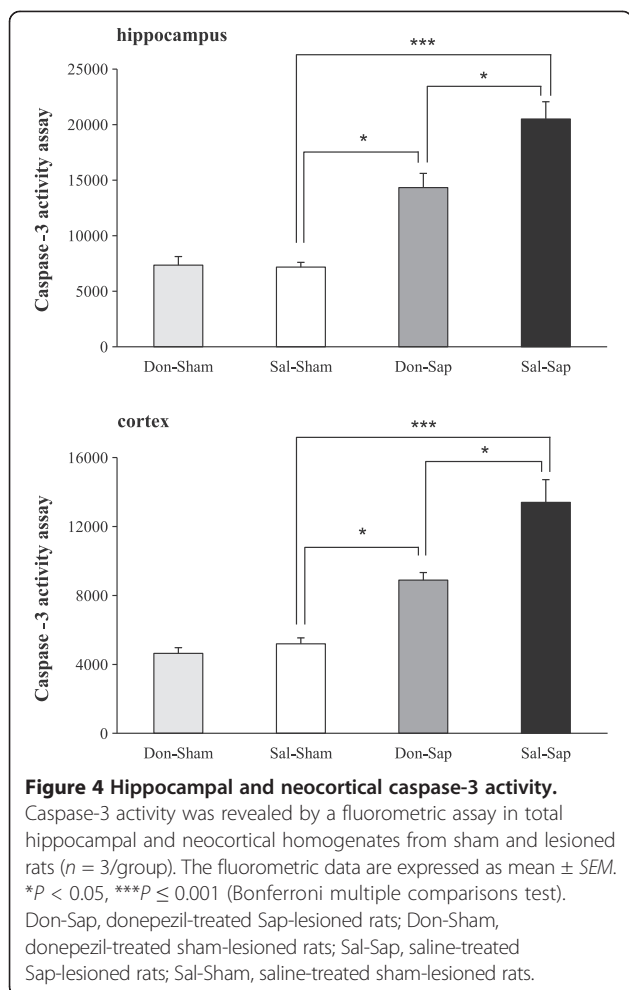 hippocampus
***
*
*
25000
20000
15000
10000
5000
0
Caspase-3 activity assay
Don-Sham Sal-Sham Don-Sap Sal-Sap
cortex
***
*
*
16000
12000
8000
4000
0
Caspase-3 activity assay
Don-Sham Sal-Sham Don-Sap Sal-Sap
Figure 4 Hippocampal and neocortical caspase-3 activity.
Caspase-3 activity was revealed by a fluorometric assay in total
hippocampal and neocortical homogenates from sham and lesioned
rats (n = 3/group). The fluorometric data are expressed as mean ± SEM.
*P < 0.05, ***P ≤ 0.001 (Bonferroni multiple comparisons test).
Don-Sap, donepezil-treated Sap-lesioned rats; Don-Sham,
donepezil-treated sham-lesioned rats; Sal-Sap, saline-treated
Sap-lesioned rats; Sal-Sham, saline-treated sham-lesioned rats.